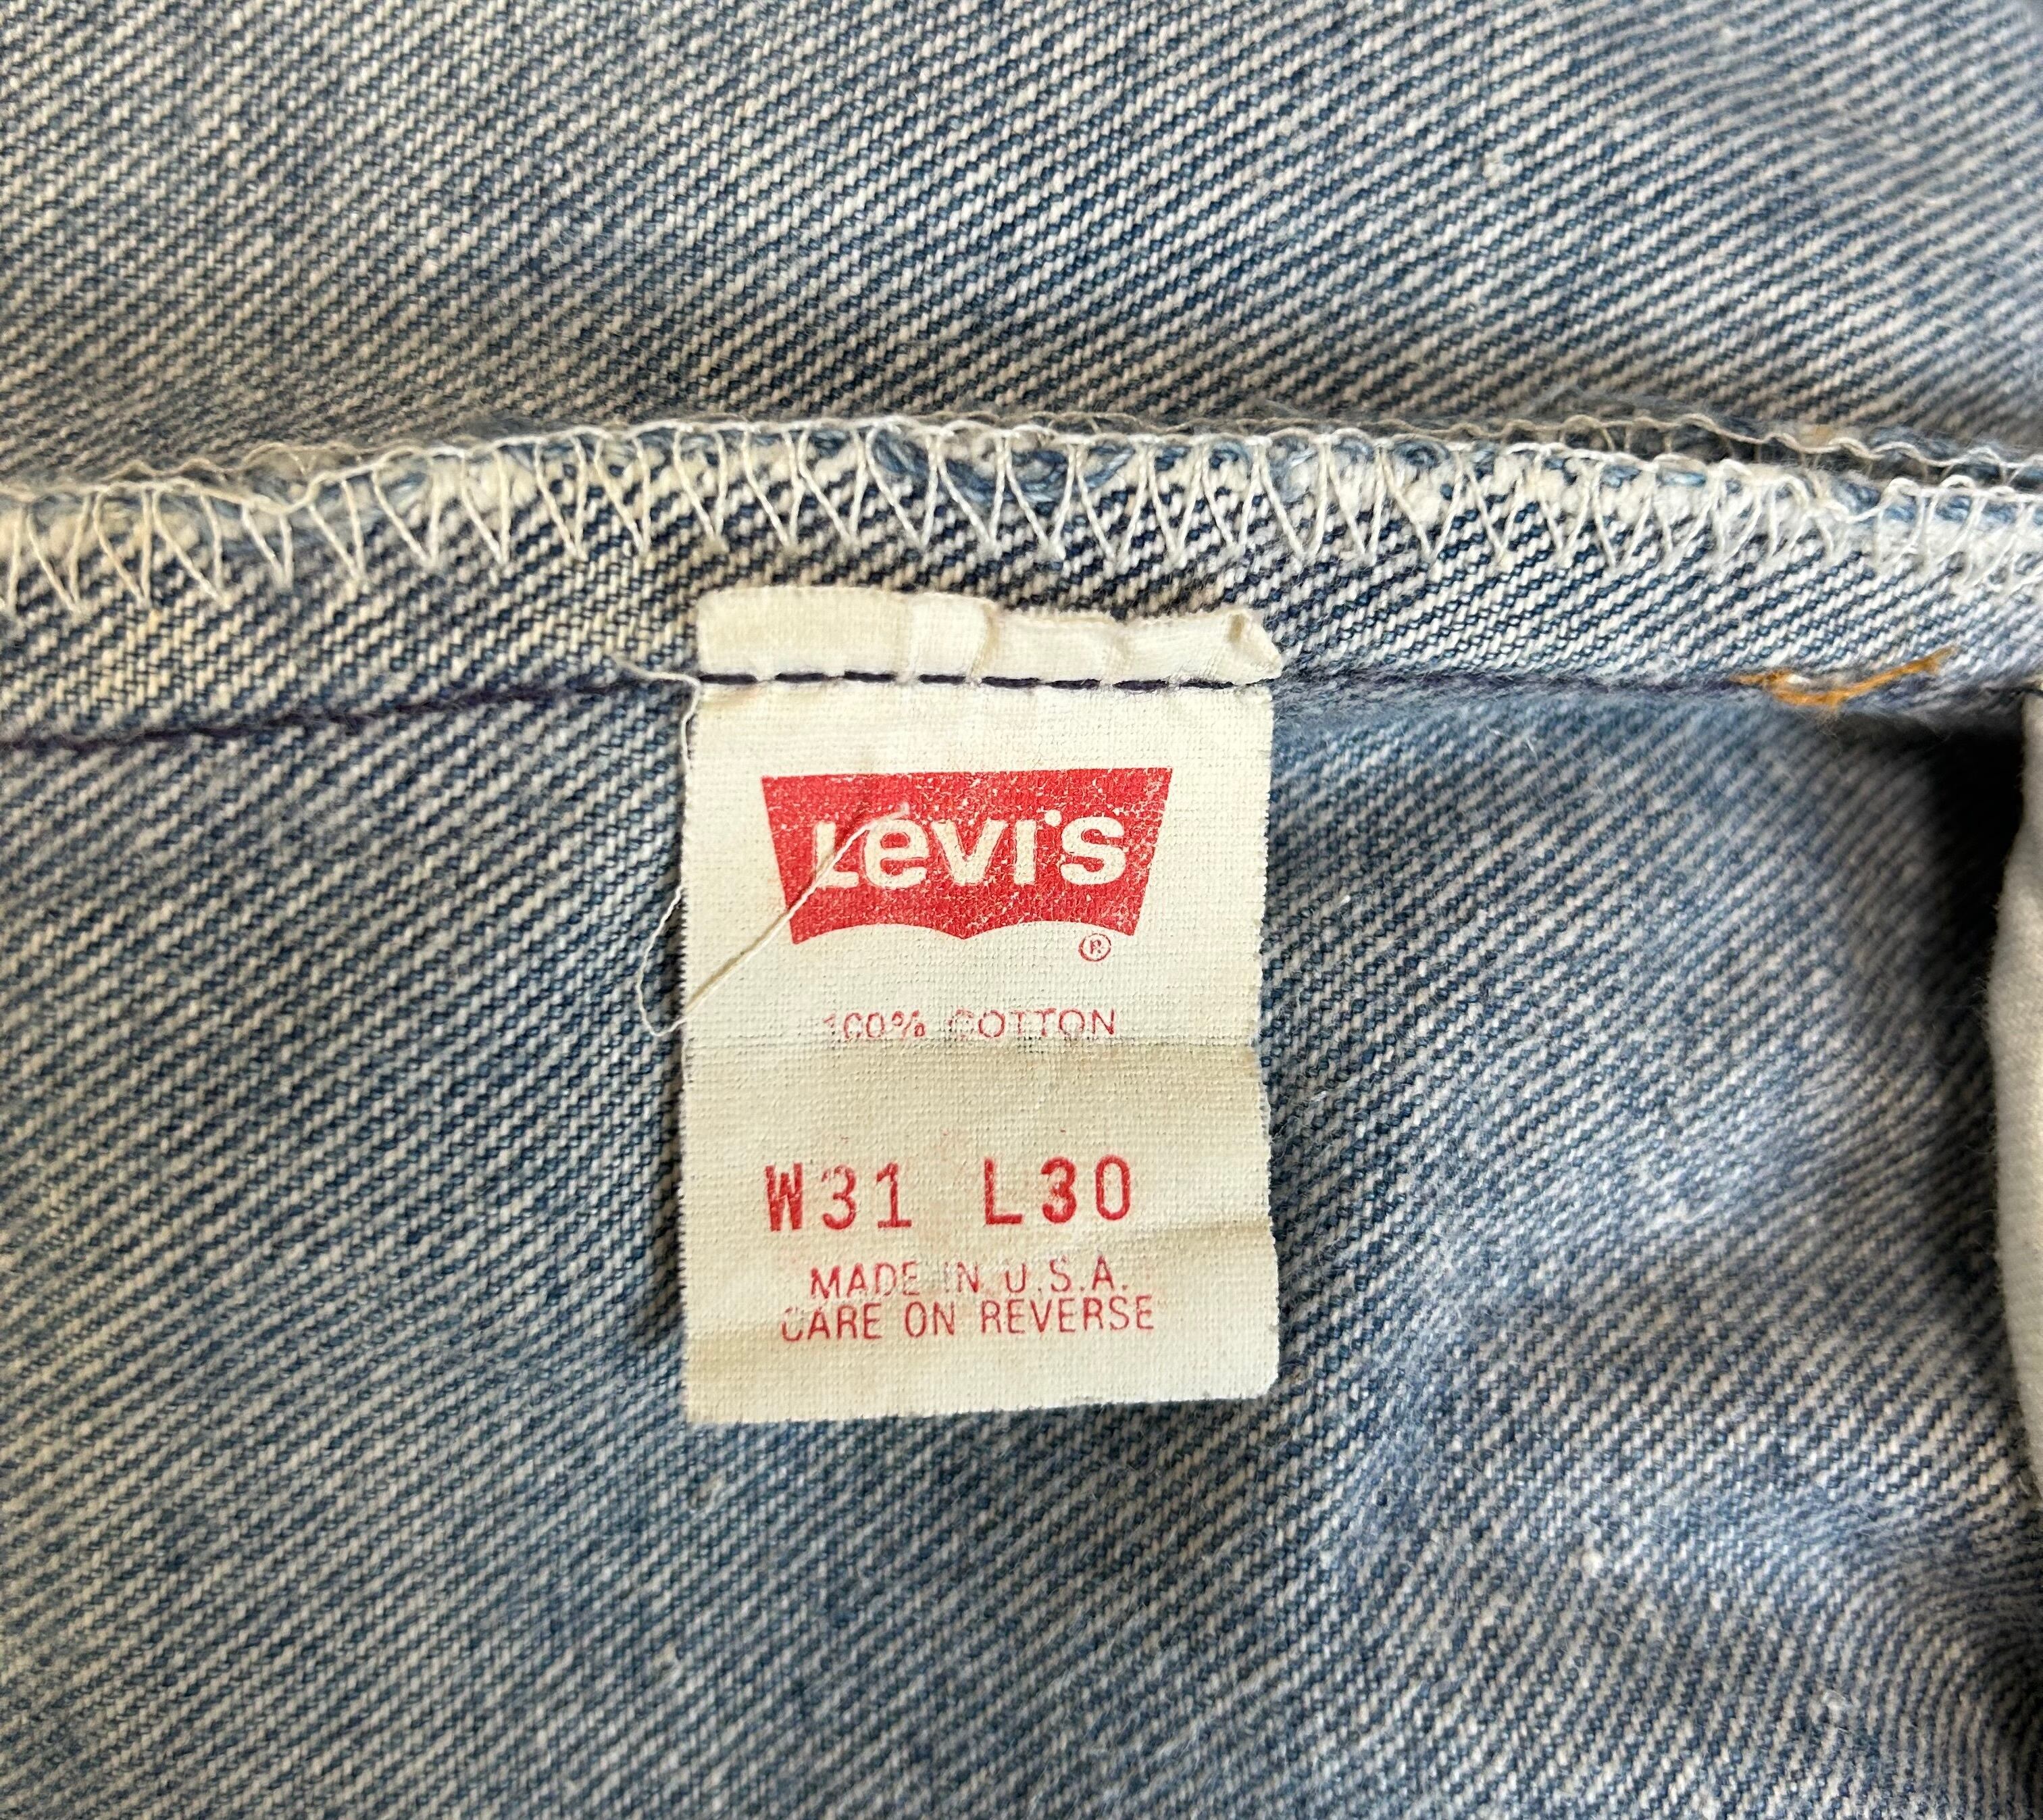 Levi's
®
100% COTTON
W31 L30
MADE IN U.S.A.
CARE ON REVERSE